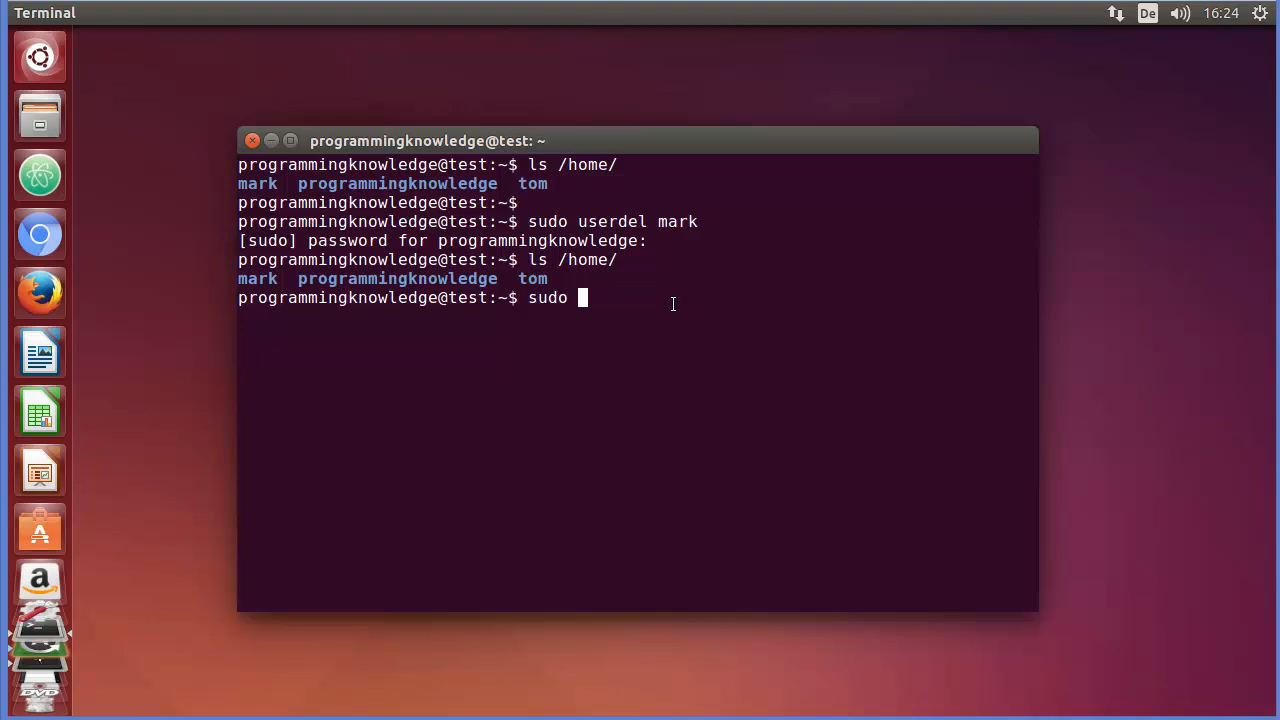 Terminal
De
16:24
programmingknowledge@test: ~
programmingknowledge@test:~$ ls /home/
mark  programmingknowledge  tom
programmingknowledge@test:~$
programmingknowledge@test:~$ sudo userdel mark
[sudo] password for programmingknowledge:
programmingknowledge@test:~$ ls /home/
mark  programmingknowledge  tom
programmingknowledge@test:~$ sudo
DVD